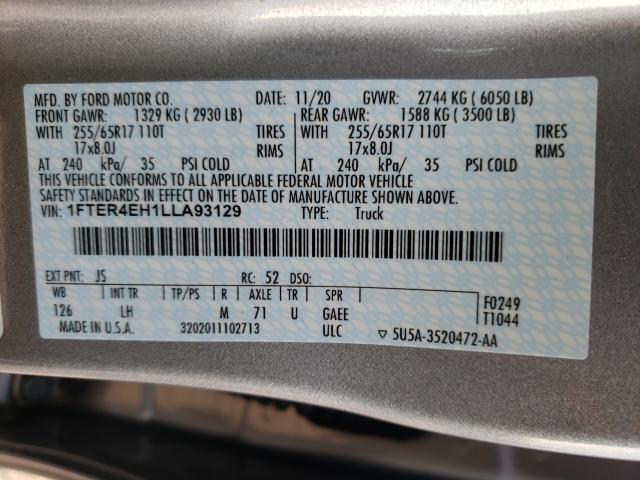 MFD. BY FORD MOTOR CO. DATE: 11/20 GVWR: 2744 KG ( 6050 LB)
FRONT GAWR: 1329 KG ( 2930 LB) REAR GAWR: 1588 KG ( 3500 LB)
WITH 255/65R17 110T TIRES WITH 255/65R17 110T TIRES
17x8.0J RIMS 17x8.0J RIMS
AT 240 kPa/ 35 PSI COLD AT 240 kPa/ 35 PSI COLD
THIS VEHICLE CONFORMS TO ALL APPLICABLE FEDERAL MOTOR VEHICLE
SAFETY STANDARDS IN EFFECT ON THE DATE OF MANUFACTURE SHOWN ABOVE.
VIN: 1FTER4EH1LLA93129 TYPE: Truck
EXT PNT: JS RC: 52 DSO:
WB INT TR TP/PS R AXLE TR SPR F0249
126 LH M 71 U GAEE T1044
MADE IN U.S.A. 3202011102713 ULC ▽ 5U5A-3520472-AA